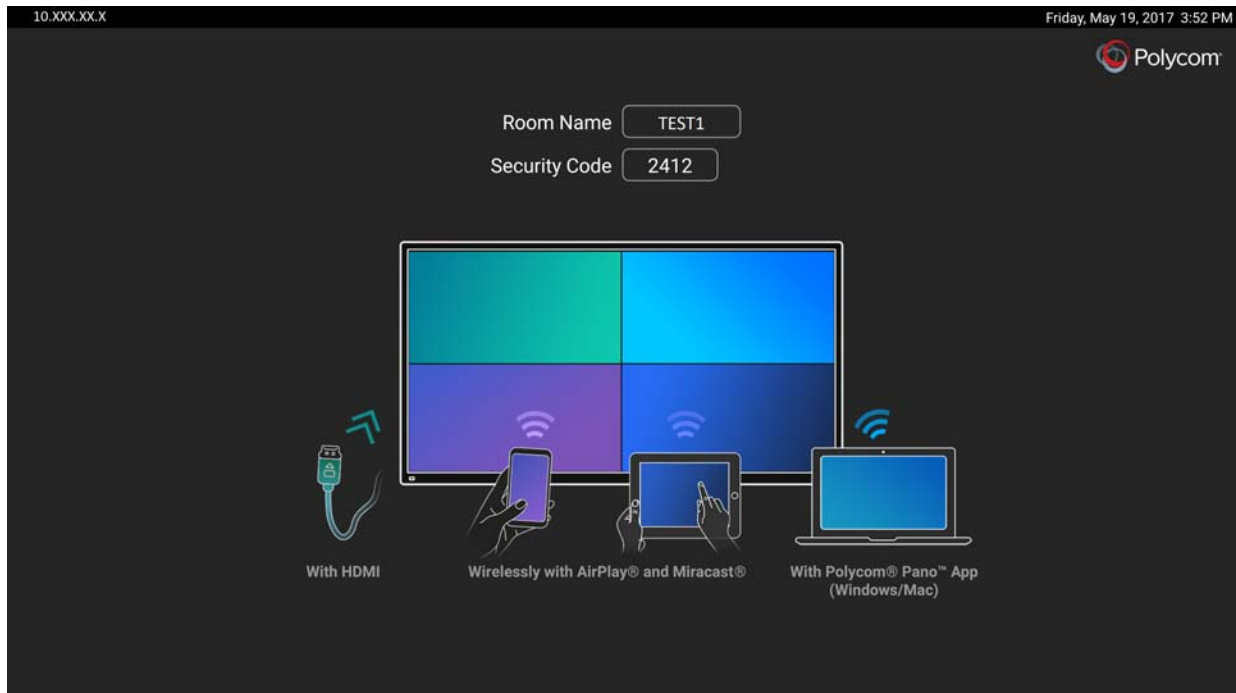 10.XXX.XX.X
Friday, May 19, 2017 3:52 PM
Polycom®
Room Name TEST1
Security Code 2412
With HDMI
Wirelessly with AirPlay® and Miracast®
With Polycom® Pano™ App
(Windows/Mac)